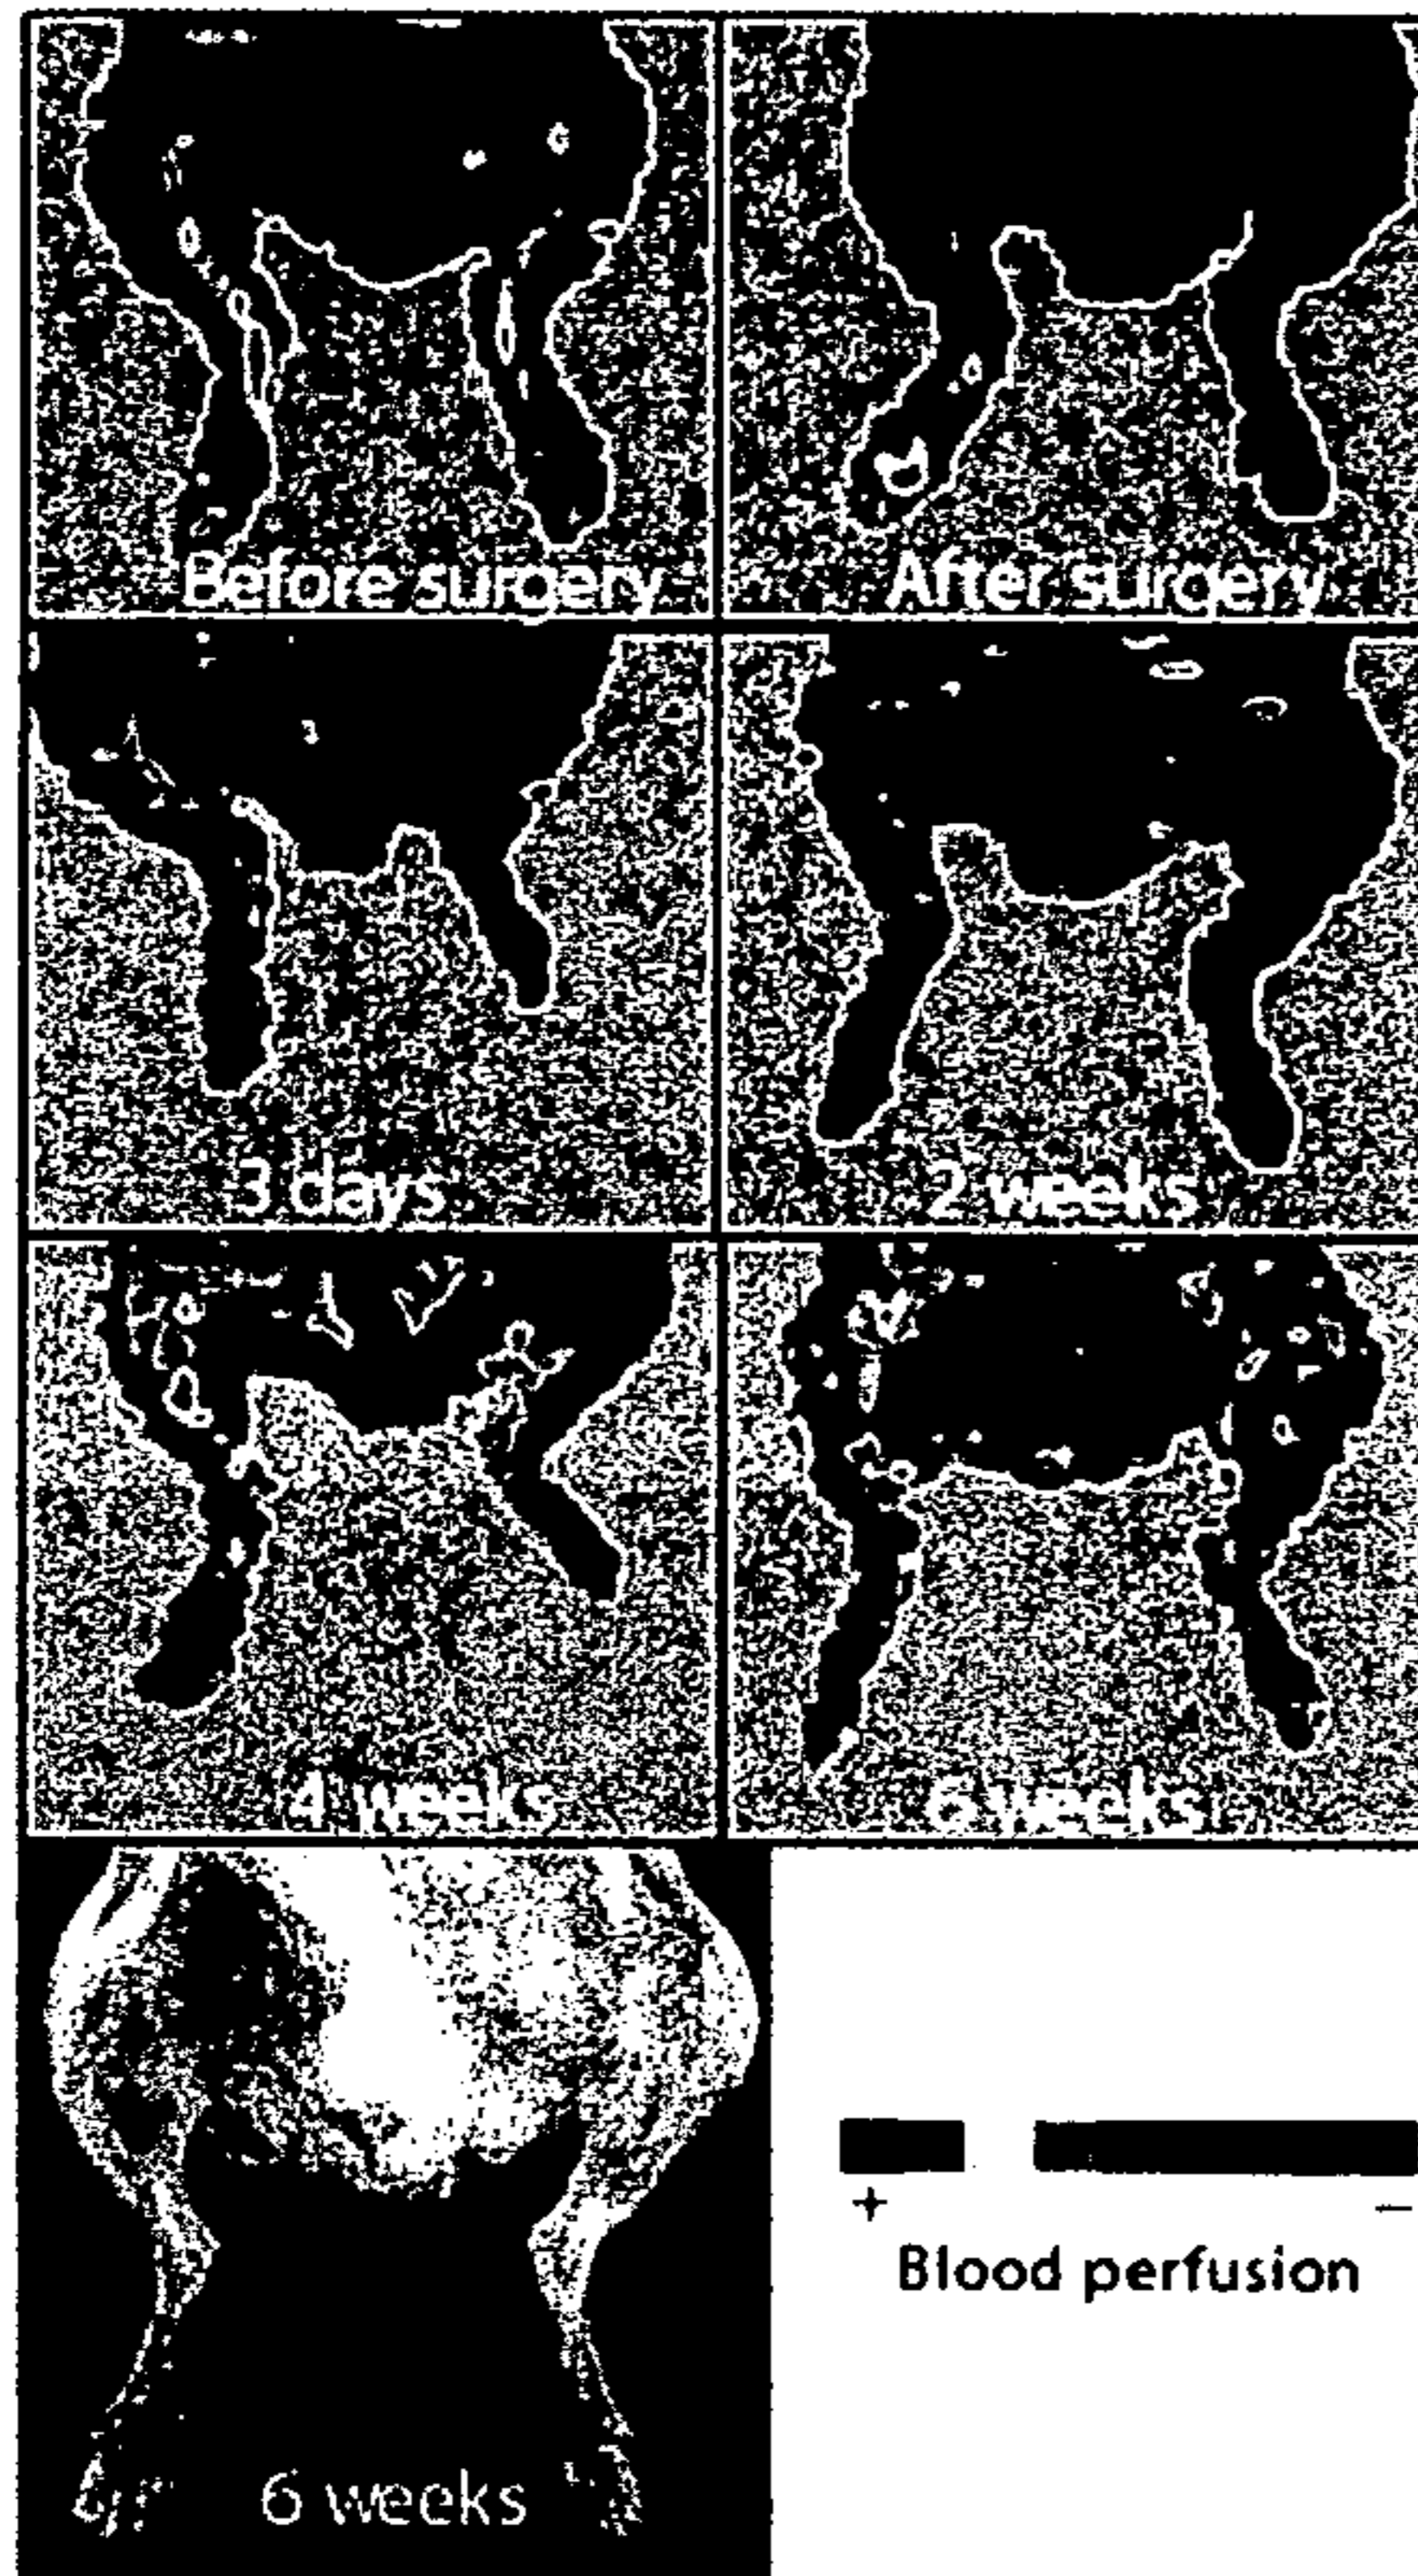 Before surgery
After surgery
3 days
2 weeks
4 weeks
6 weeks
+
−
Blood perfusion
6 weeks